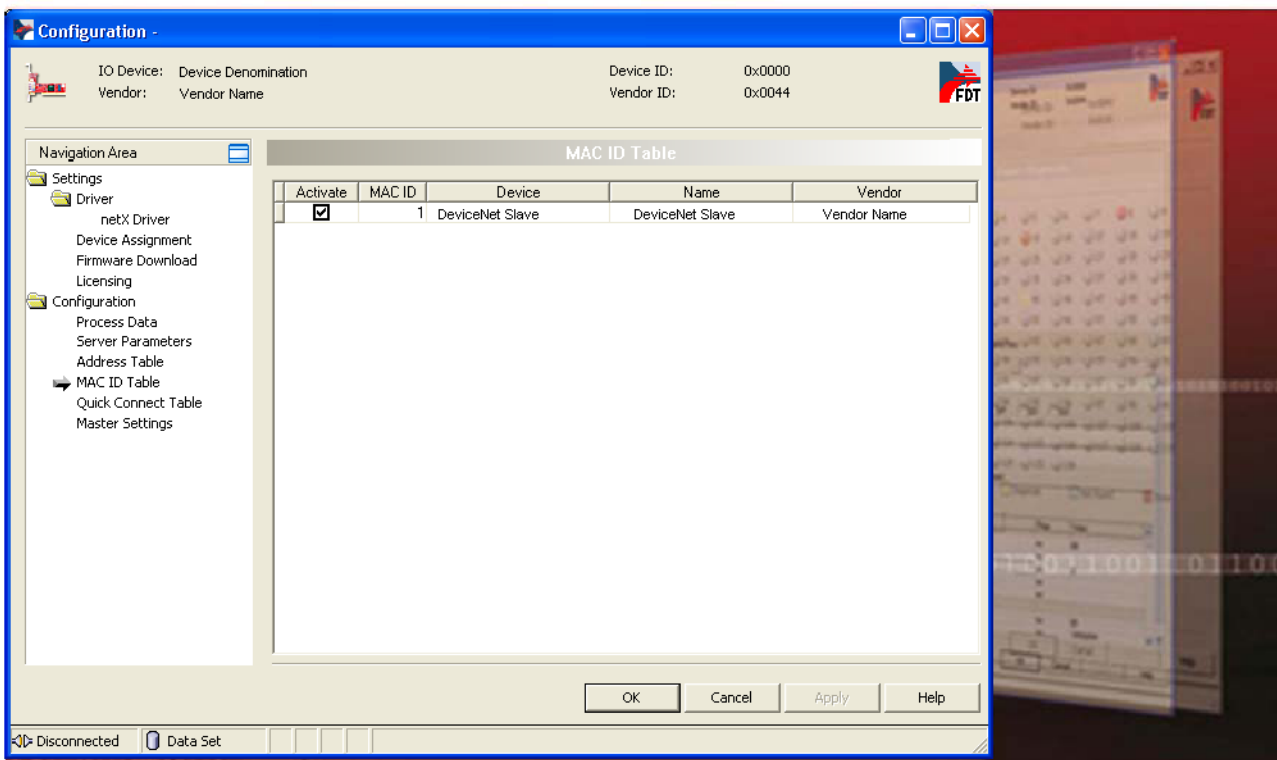 Configuration -
IO Device: Device Denomination Device ID: 0x0000
Vendor: Vendor Name Vendor ID: 0x0044
FDT
Navigation Area
MAC ID Table
Settings
Driver
netX Driver
Device Assignment
Firmware Download
Licensing
Configuration
Process Data
Server Parameters
Address Table
MAC ID Table
Quick Connect Table
Master Settings
Activate MAC ID Device Name Vendor
1 DeviceNet Slave DeviceNet Slave Vendor Name
OK Cancel Apply Help
Disconnected Data Set